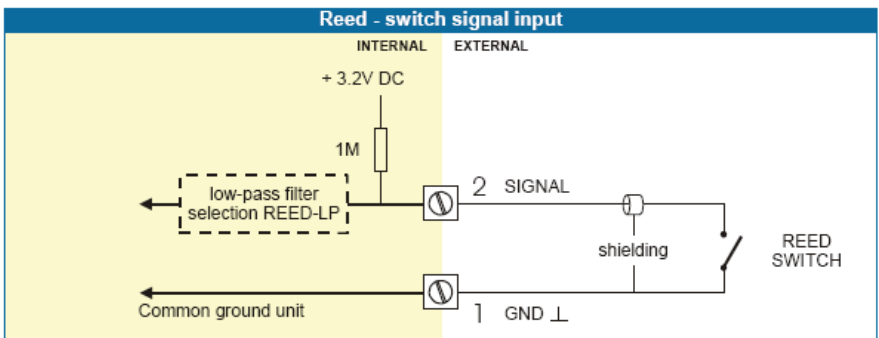 Reed - switch signal input
INTERNAL EXTERNAL
+ 3.2V DC
1M
low-pass filter
selection REED-LP
2 SIGNAL
shielding
REED
SWITCH
Common ground unit
1 GND ⊥